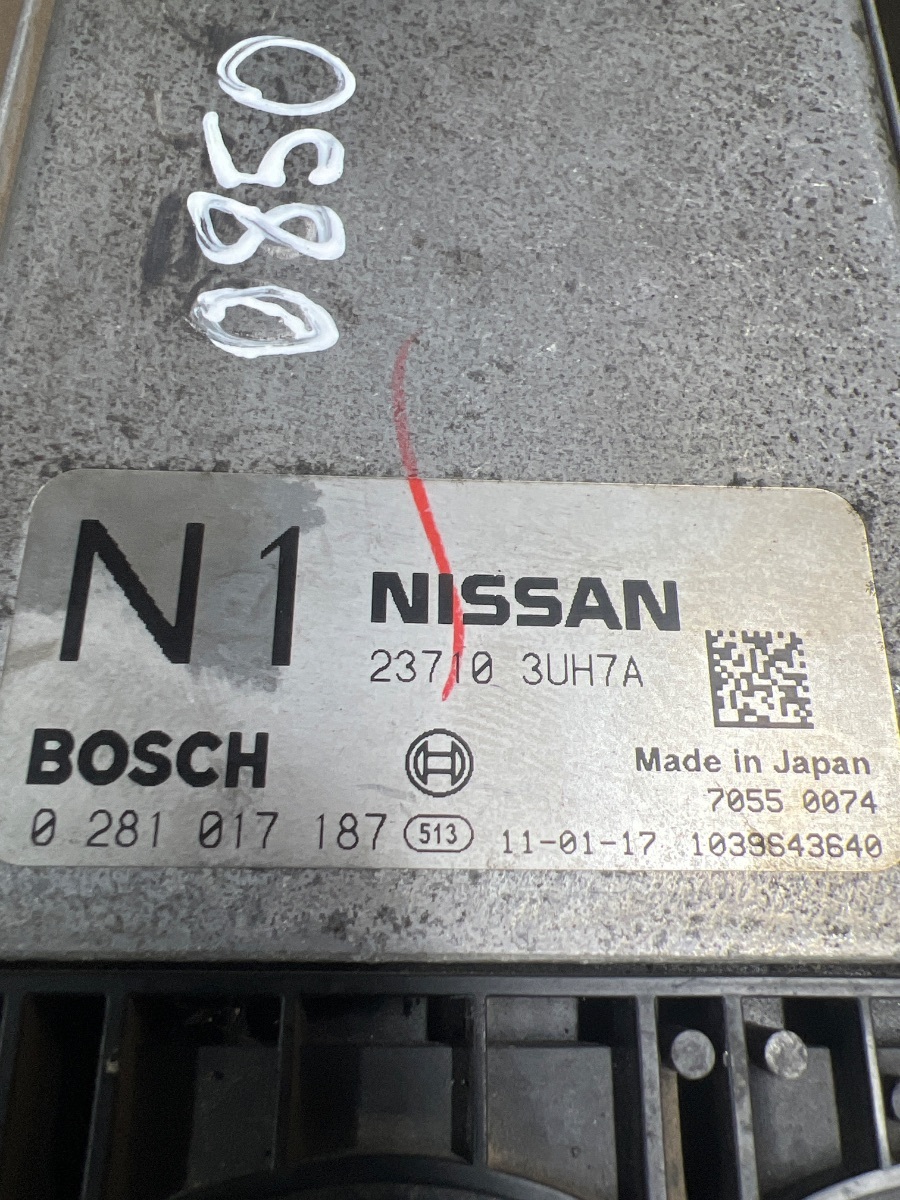 0850
N1
NISSAN
23710 3UH7A
BOSCH
Made in Japan
7055 0074
0 281 017 187 513 11-01-17 1039643640